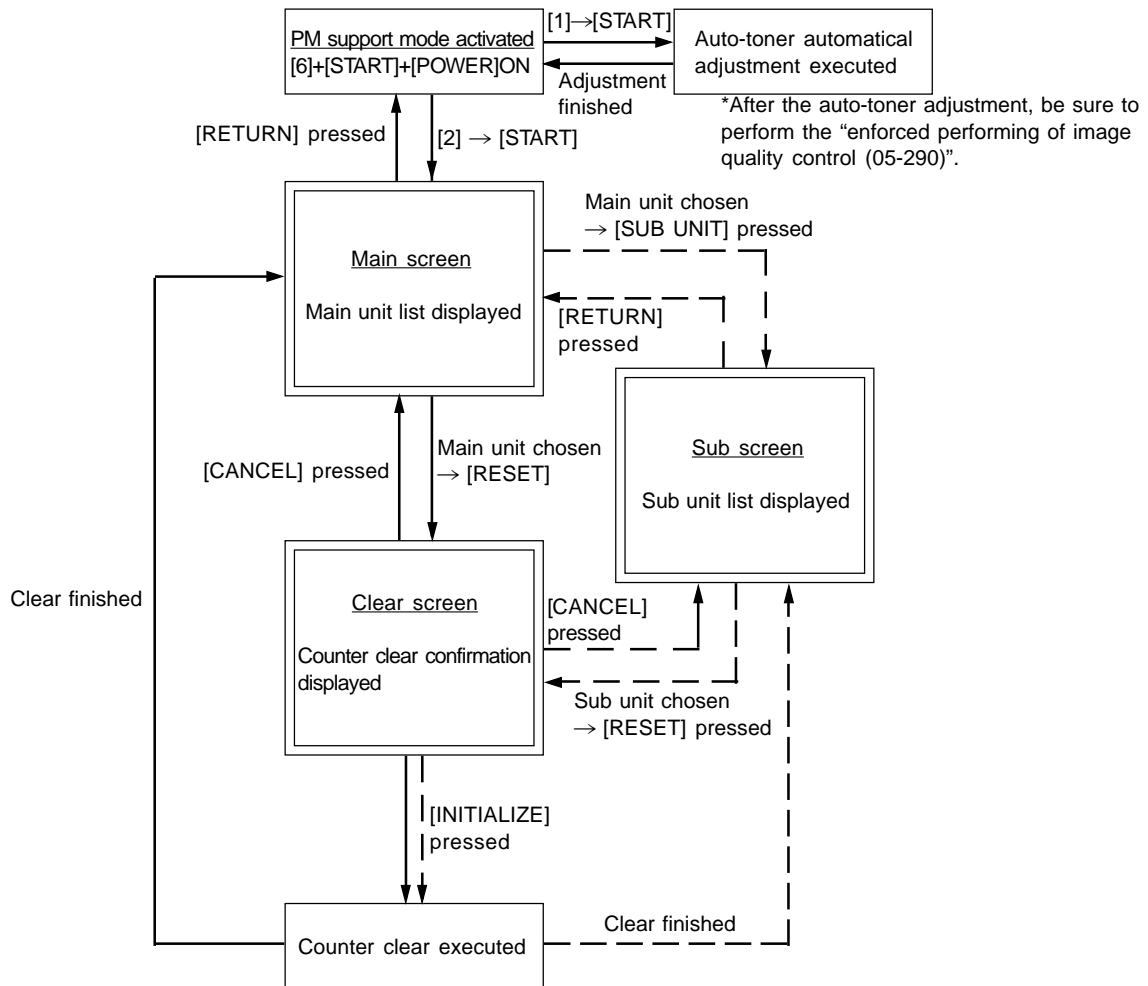 PM support mode activated
[6]+[START]+[POWER]ON
[1]→[START]
Adjustment
finished
Auto-toner automatical
adjustment executed
*After the auto-toner adjustment, be sure to
perform the “enforced performing of image
quality control (05-290)”.
[RETURN] pressed
[2] → [START]
Main screen
Main unit list displayed
Main unit chosen
→ [SUB UNIT] pressed
[RETURN]
pressed
Sub screen
Sub unit list displayed
[CANCEL] pressed
Main unit chosen
→ [RESET]
Clear screen
Counter clear confirmation
displayed
[CANCEL]
pressed
Sub unit chosen
→ [RESET] pressed
Clear finished
[INITIALIZE]
pressed
Counter clear executed
Clear finished